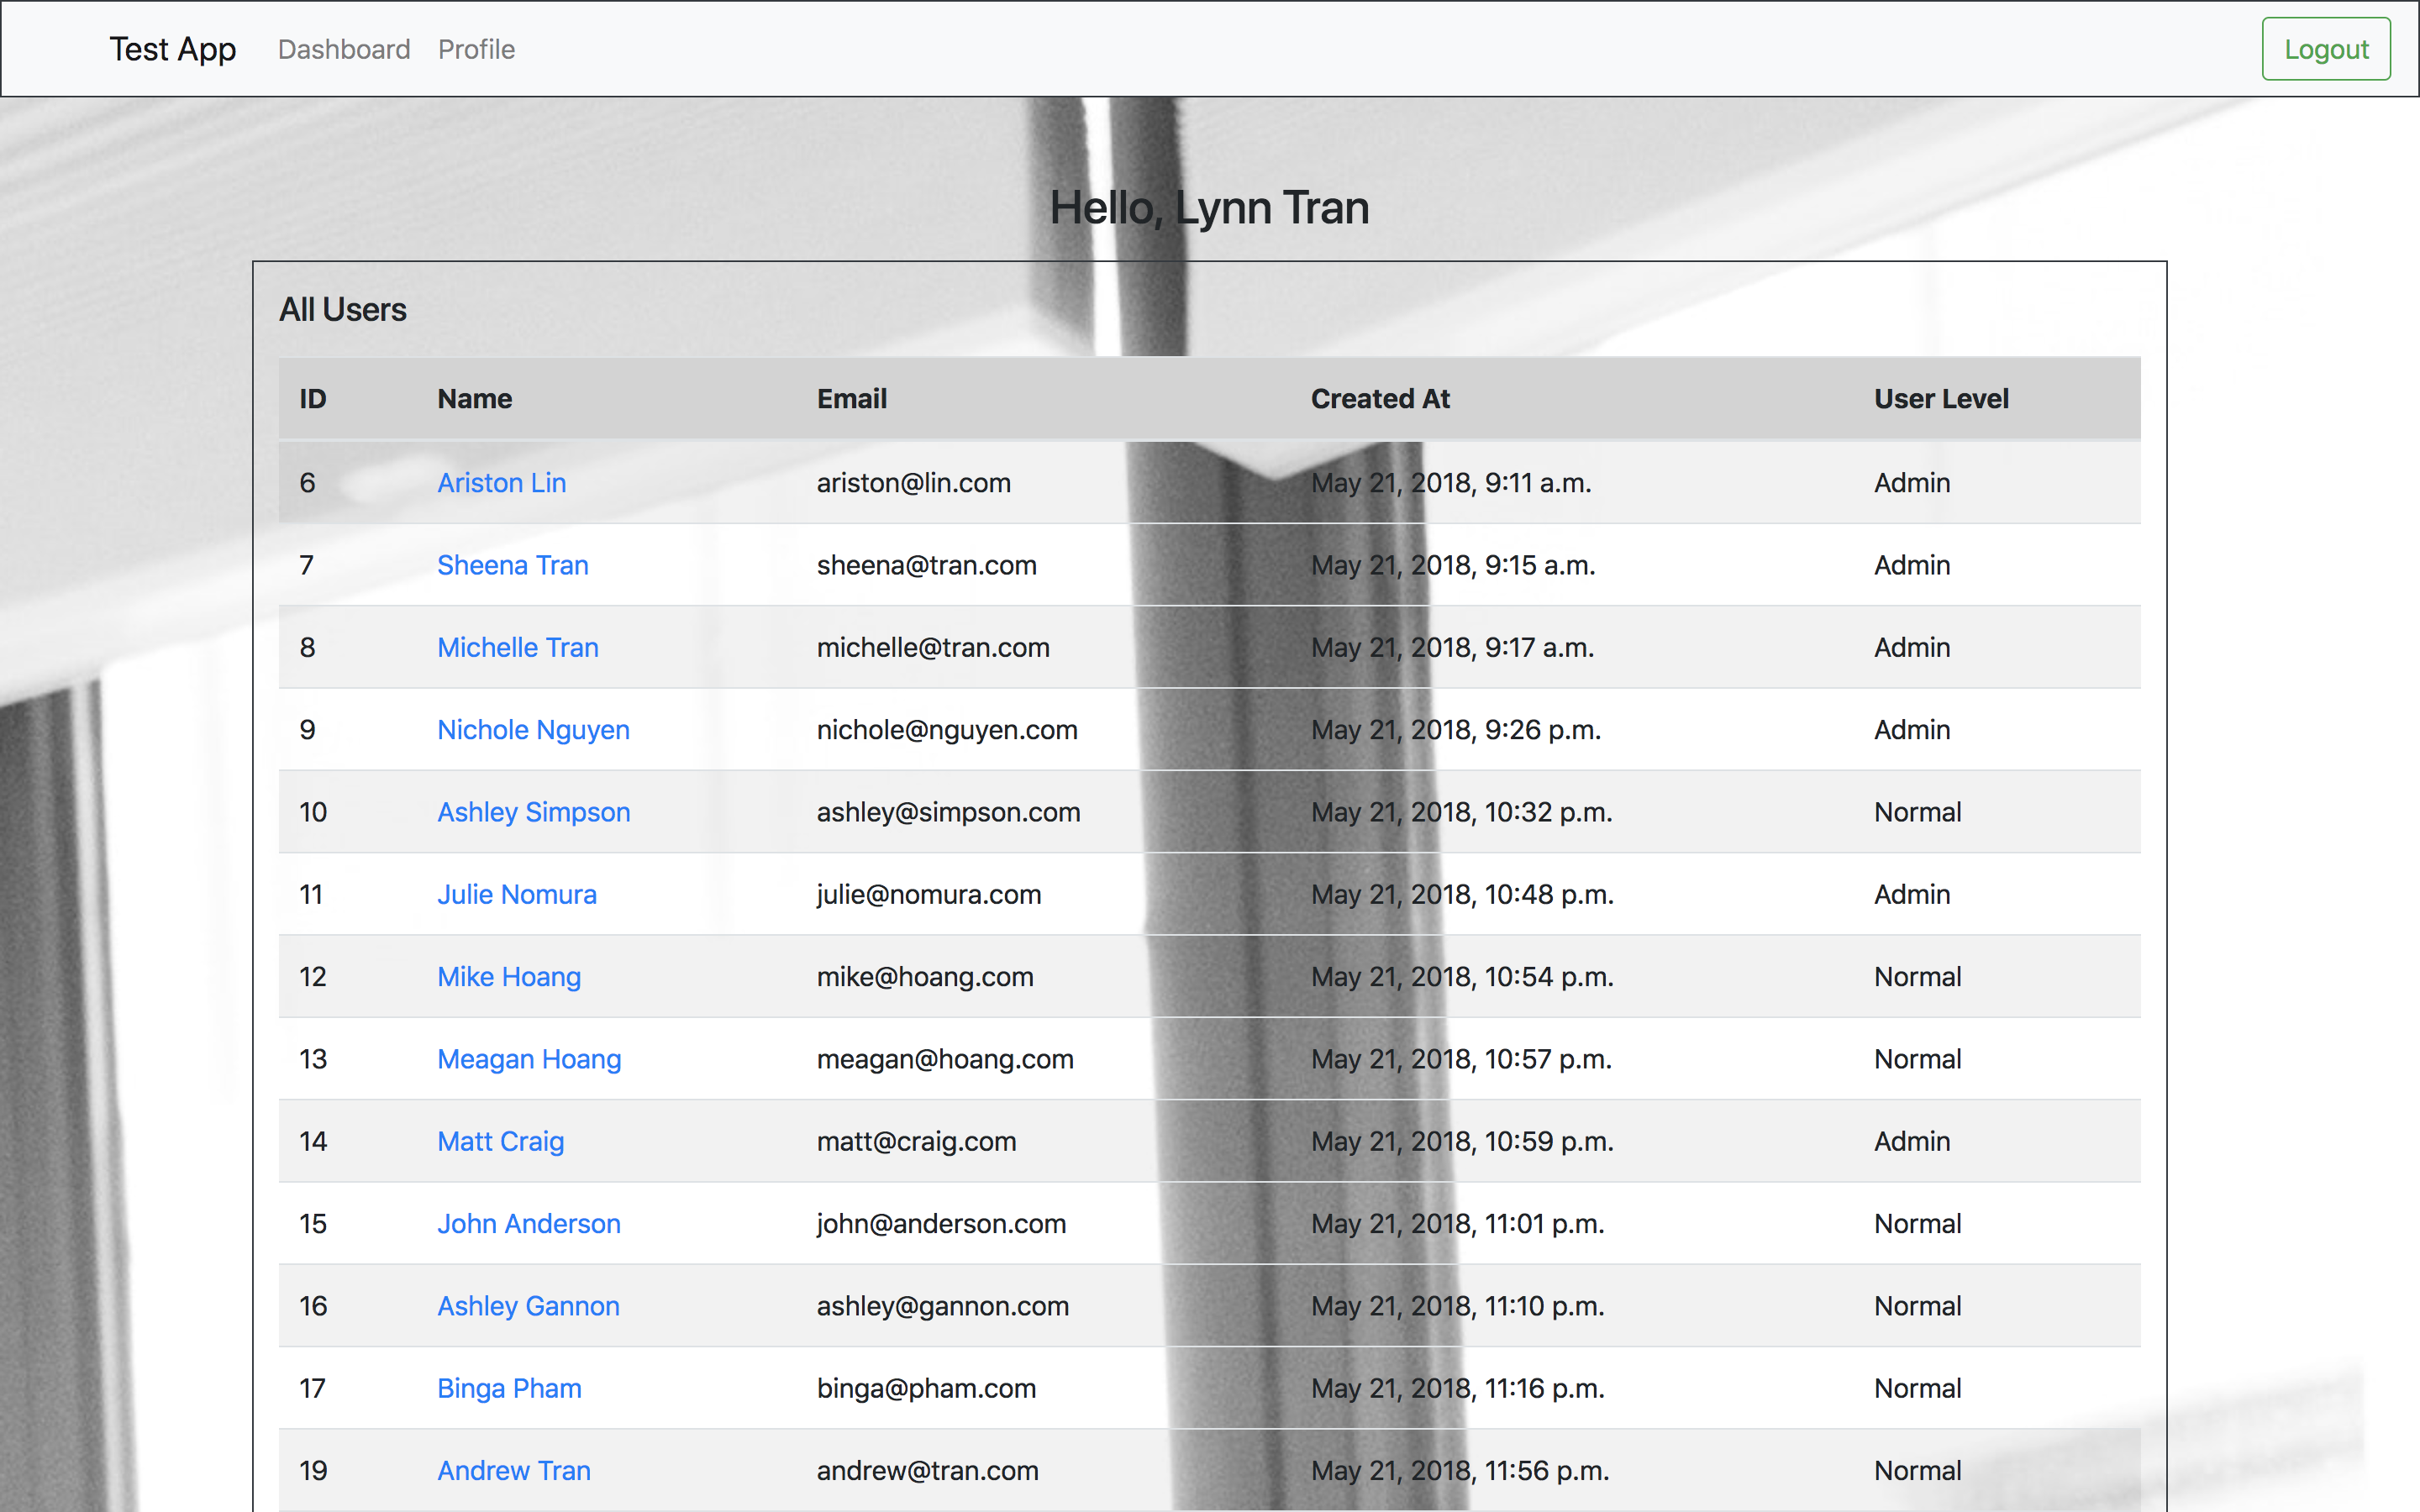 Test App Dashboard Profile Logout
Hello, Lynn Tran
All Users
ID Name Email Created At User Level
6 Ariston Lin ariston@lin.com May 21, 2018, 9:11 a.m. Admin
7 Sheena Tran sheena@tran.com May 21, 2018, 9:15 a.m. Admin
8 Michelle Tran michelle@tran.com May 21, 2018, 9:17 a.m. Admin
9 Nichole Nguyen nichole@nguyen.com May 21, 2018, 9:26 p.m. Admin
10 Ashley Simpson ashley@simpson.com May 21, 2018, 10:32 p.m. Normal
11 Julie Nomura julie@nomura.com May 21, 2018, 10:48 p.m. Admin
12 Mike Hoang mike@hoang.com May 21, 2018, 10:54 p.m. Normal
13 Meagan Hoang meagan@hoang.com May 21, 2018, 10:57 p.m. Normal
14 Matt Craig matt@craig.com May 21, 2018, 10:59 p.m. Admin
15 John Anderson john@anderson.com May 21, 2018, 11:01 p.m. Normal
16 Ashley Gannon ashley@gannon.com May 21, 2018, 11:10 p.m. Normal
17 Binga Pham binga@pham.com May 21, 2018, 11:16 p.m. Normal
19 Andrew Tran andrew@tran.com May 21, 2018, 11:56 p.m. Normal